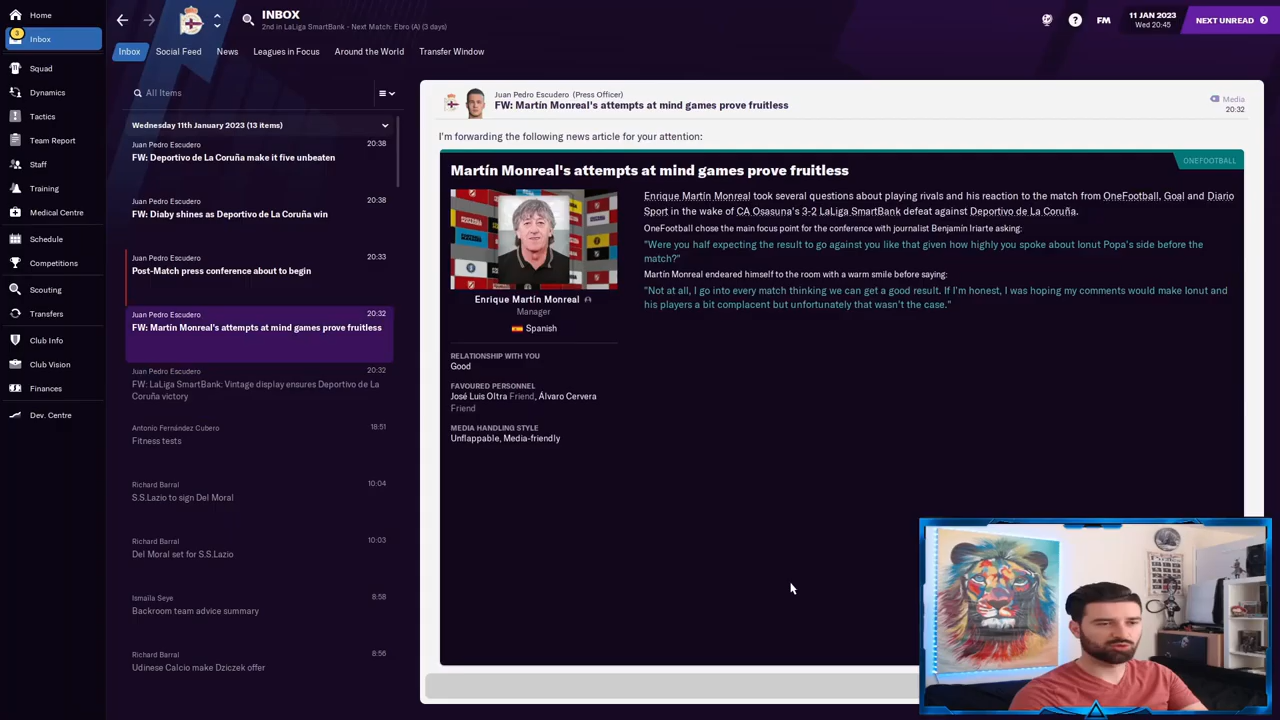 Home
3
Inbox
Squad
Dynamics
Tactics
Team Report
Staff
Training
Medical Centre
Schedule
Competitions
Scouting
Transfers
Club Info
Club Vision
Finances
Dev. Centre
INBOX
2nd in LaLiga SmartBank - Next Match: Ebro (A) (3 days)
?
FM
11 JAN 2023
Wed 20:45
NEXT UNREAD
Inbox
Social Feed
News
Leagues in Focus
Around the World
Transfer Window
All Items
Wednesday 11th January 2023 (13 items)
Juan Pedro Escudero 20:38
FW: Deportivo de La Coruña make it five unbeaten
Juan Pedro Escudero 20:38
FW: Diaby shines as Deportivo de La Coruña win
Juan Pedro Escudero 20:33
Post-Match press conference about to begin
Juan Pedro Escudero 20:32
FW: Martín Monreal's attempts at mind games prove fruitless
Juan Pedro Escudero 20:32
FW: LaLiga SmartBank: Vintage display ensures Deportivo de La
Coruña victory
Antonio Fernández Cubero 18:51
Fitness tests
Richard Barral 10:04
S.S.Lazio to sign Del Moral
Richard Barral 10:03
Del Moral set for S.S.Lazio
Ismaila Seye 8:58
Backroom team advice summary
Richard Barral 8:56
Udinese Calcio make Dziczek offer
Juan Pedro Escudero (Press Officer)
FW: Martín Monreal's attempts at mind games prove fruitless
Media
20:32
I'm forwarding the following news article for your attention:
ONEFOOTBALL
Martín Monreal's attempts at mind games prove fruitless
Enrique Martín Monreal
Manager
Spanish
RELATIONSHIP WITH YOU
Good
FAVOURED PERSONNEL
José Luis Oltra Friend, Álvaro Cervera
Friend
MEDIA HANDLING STYLE
Unflappable, Media-friendly
Enrique Martín Monreal took several questions about playing rivals and his reaction to the match from OneFootball, Goal and Diario
Sport in the wake of CA Osasuna's 3-2 LaLiga SmartBank defeat against Deportivo de La Coruña.
OneFootball chose the main focus point for the conference with journalist Benjamín Iriarte asking:
"Were you half expecting the result to go against you like that given how highly you spoke about Ionut Popa's side before the
match?"
Martín Monreal endeared himself to the room with a warm smile before saying:
"Not at all, I go into every match thinking we can get a good result. If I'm honest, I was hoping my comments would make Ionut and
his players a bit complacent but unfortunately that wasn't the case."